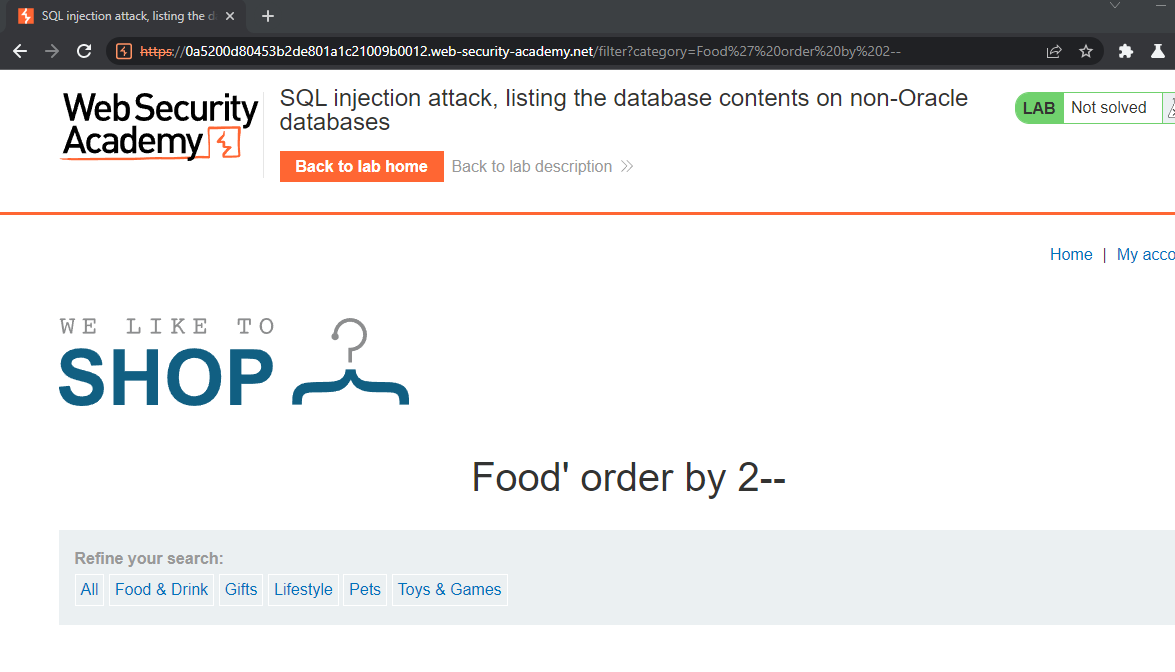 SQL injection attack, listing the d
https://0a5200d80453b2de801a1c21009b0012.web-security-academy.net/filter?category=Food%27%20order%20by%202--
WebSecurity
Academy
SQL injection attack, listing the database contents on non-Oracle
databases
LAB Not solved
Back to lab home Back to lab description
Home | My acco
WE LIKE TO
SHOP
Food' order by 2--
Refine your search:
All Food & Drink Gifts Lifestyle Pets Toys & Games